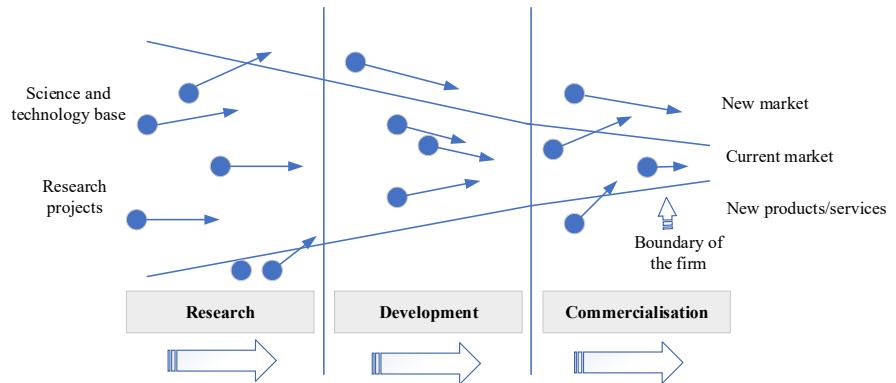 Science and
technology base
Research
projects
New market
Current market
New products/services
Boundary of
the firm
Research
Development
Commercialisation